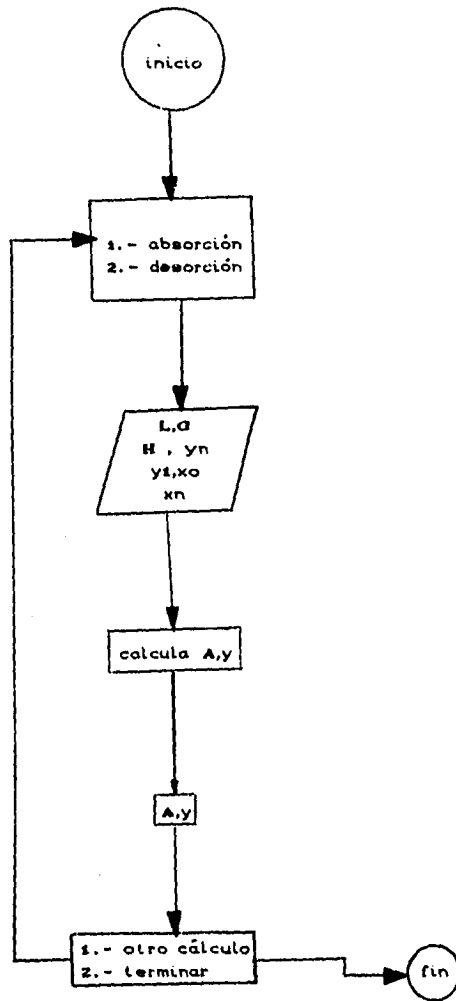 inicio
1.- absorción
2.- desorción
L,G
H , yn
y1,xo
xn
calcula A,y
A,y
1.- otro cálculo
2.- terminar
fin